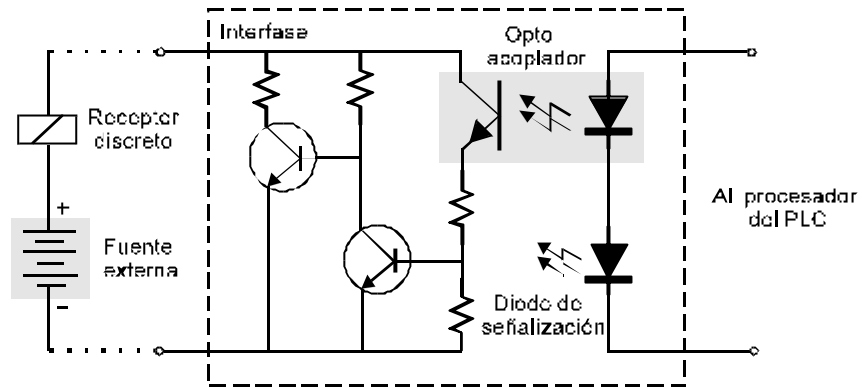 Interfase
Opto
acoplador
Receptor
discreto
+
Fuente
externa
−
Al procesador
del PLC
Diodo de
señalización